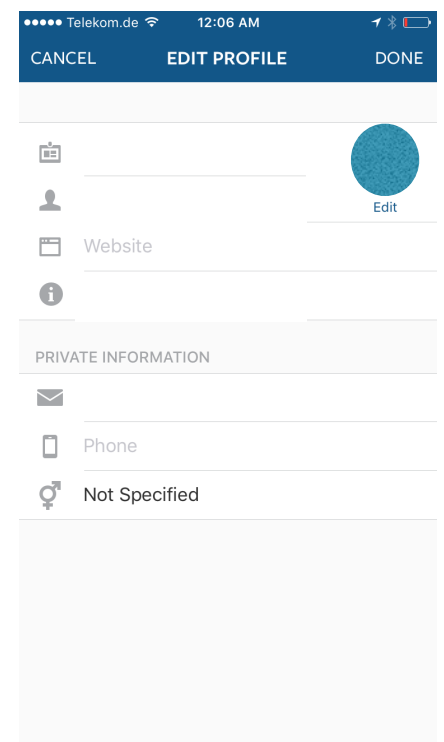 Telekom.de 12:06 AM
CANCEL EDIT PROFILE DONE
Edit
Website
PRIVATE INFORMATION
Phone
Not Specified